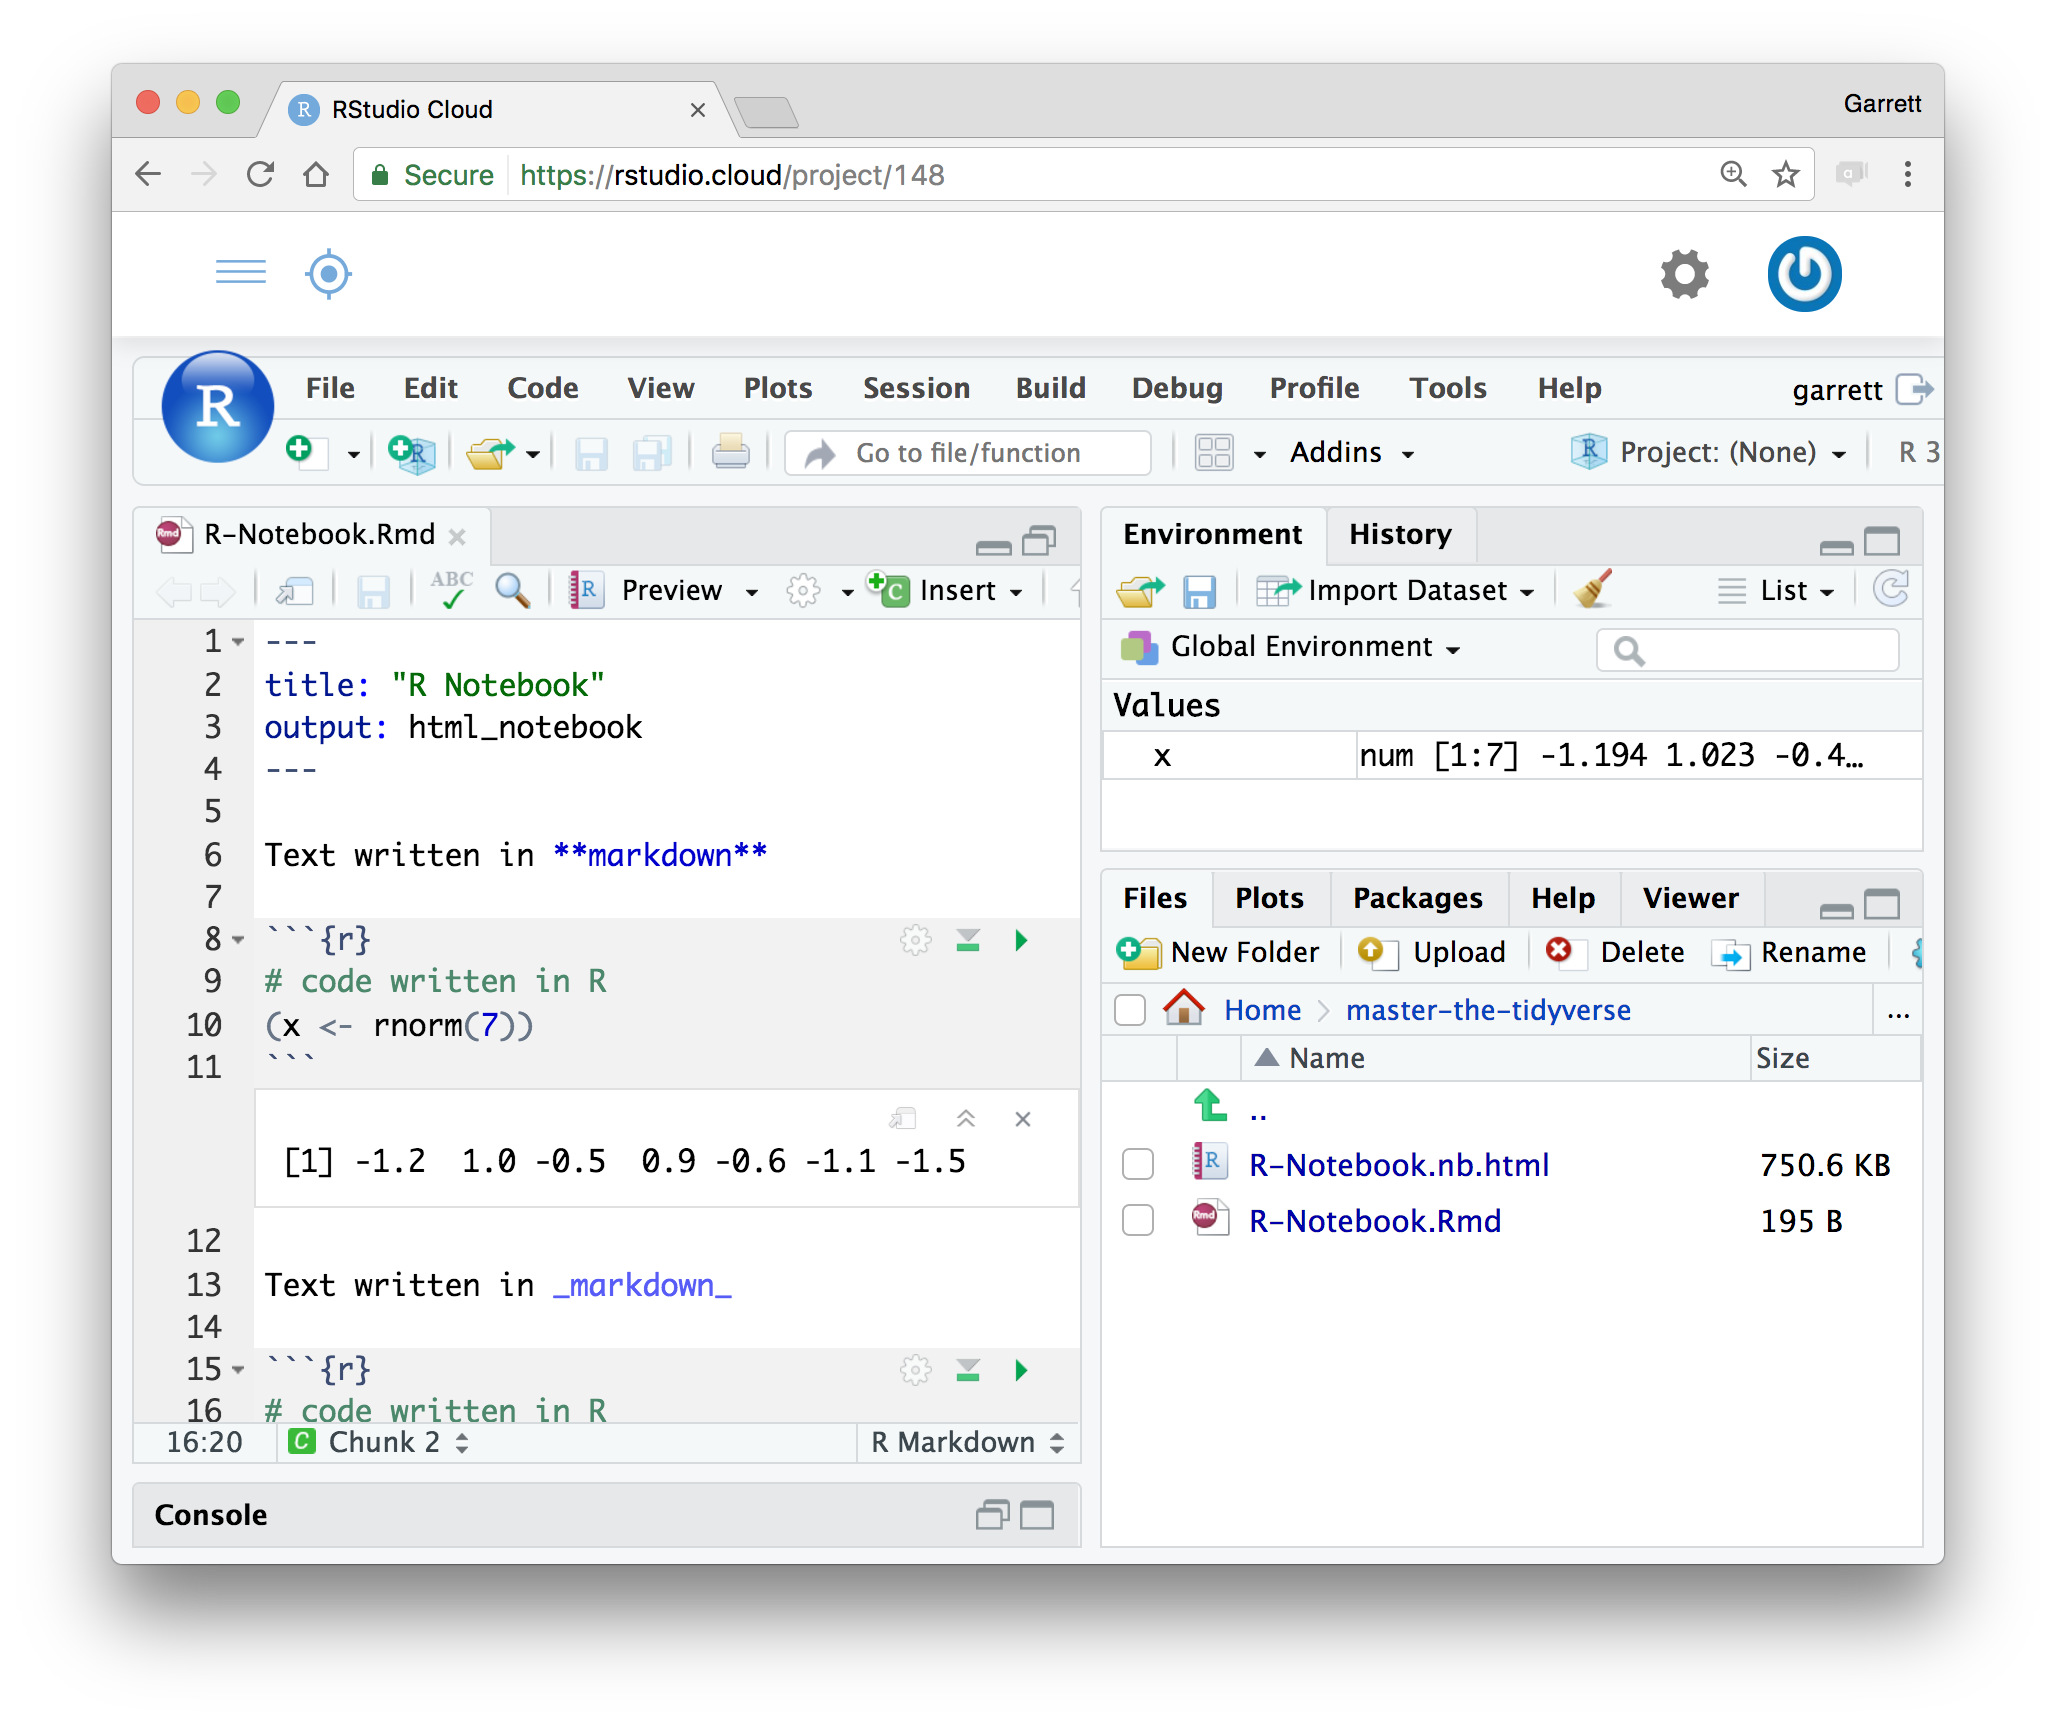 RStudio Cloud
Garrett
Secure https://rstudio.cloud/project/148
R
File Edit Code View Plots Session Build Debug Profile Tools Help garrett
Go to file/function Addins Project: (None) R 3
R-Notebook.Rmd
ABC Preview Insert
1 ---
2 title: "R Notebook"
3 output: html_notebook
4 ---
5
6 Text written in **markdown**
7
8 ```{r}
9 # code written in R
10 (x <- rnorm(7))
11 ```
[1] -1.2  1.0 -0.5  0.9 -0.6 -1.1 -1.5
12
13 Text written in _markdown_
14
15 ```{r}
16 # code written in R
16:20 C Chunk 2 R Markdown
Console
Environment History
Import Dataset List
Global Environment
Values
x num [1:7] -1.194 1.023 -0.4…
Files Plots Packages Help Viewer
New Folder Upload Delete Rename
Home master-the-tidyverse ...
Name Size
..
R-Notebook.nb.html 750.6 KB
R-Notebook.Rmd 195 B